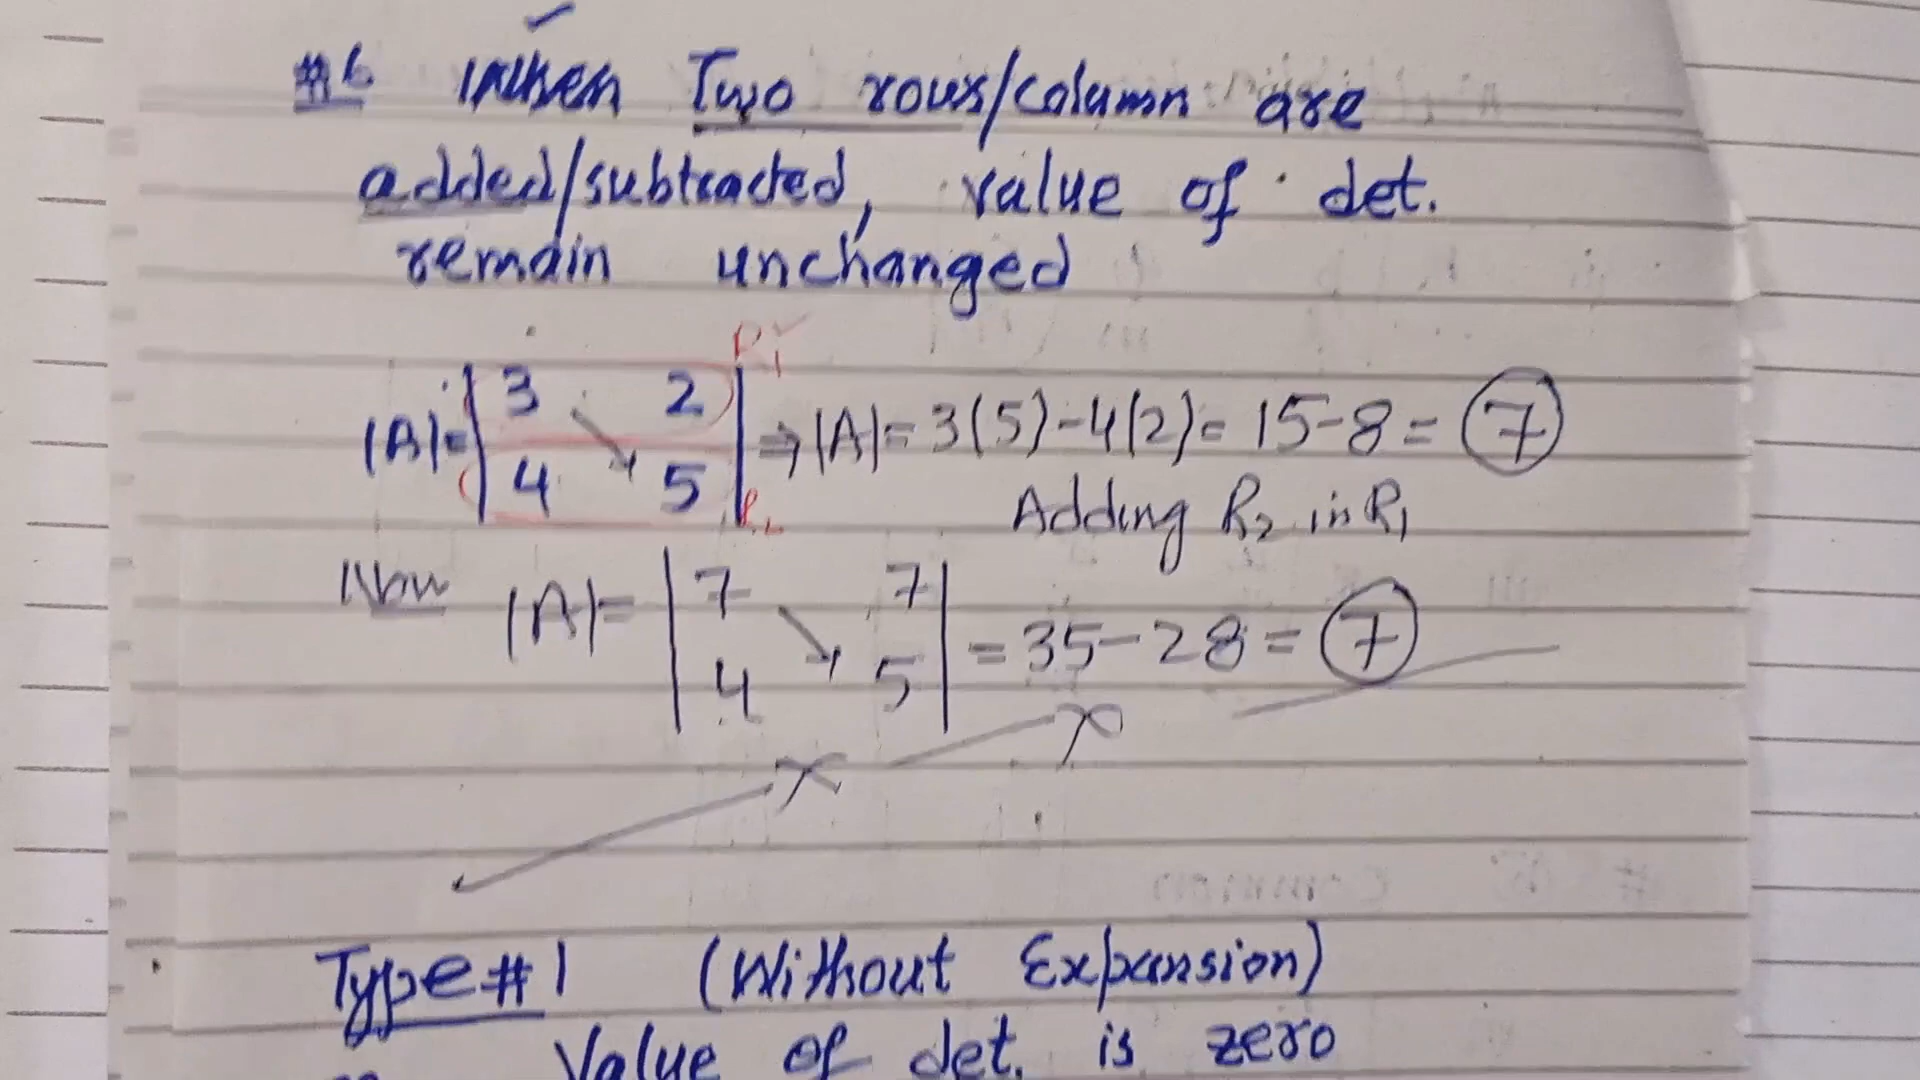 #6 When Two rows/column are
added/subtracted, value of det.
remain unchanged
R₁
|A|= | 3 2 | ⇒ |A| = 3(5)-4(2) = 15-8 = 7
| 4 5 |
R₂
Adding R₂ in R₁
Now |A|= | 7 7 | = 35-28 = 7
| 4 5 |
Type #1 (Without Expansion)
Value of det. is zero